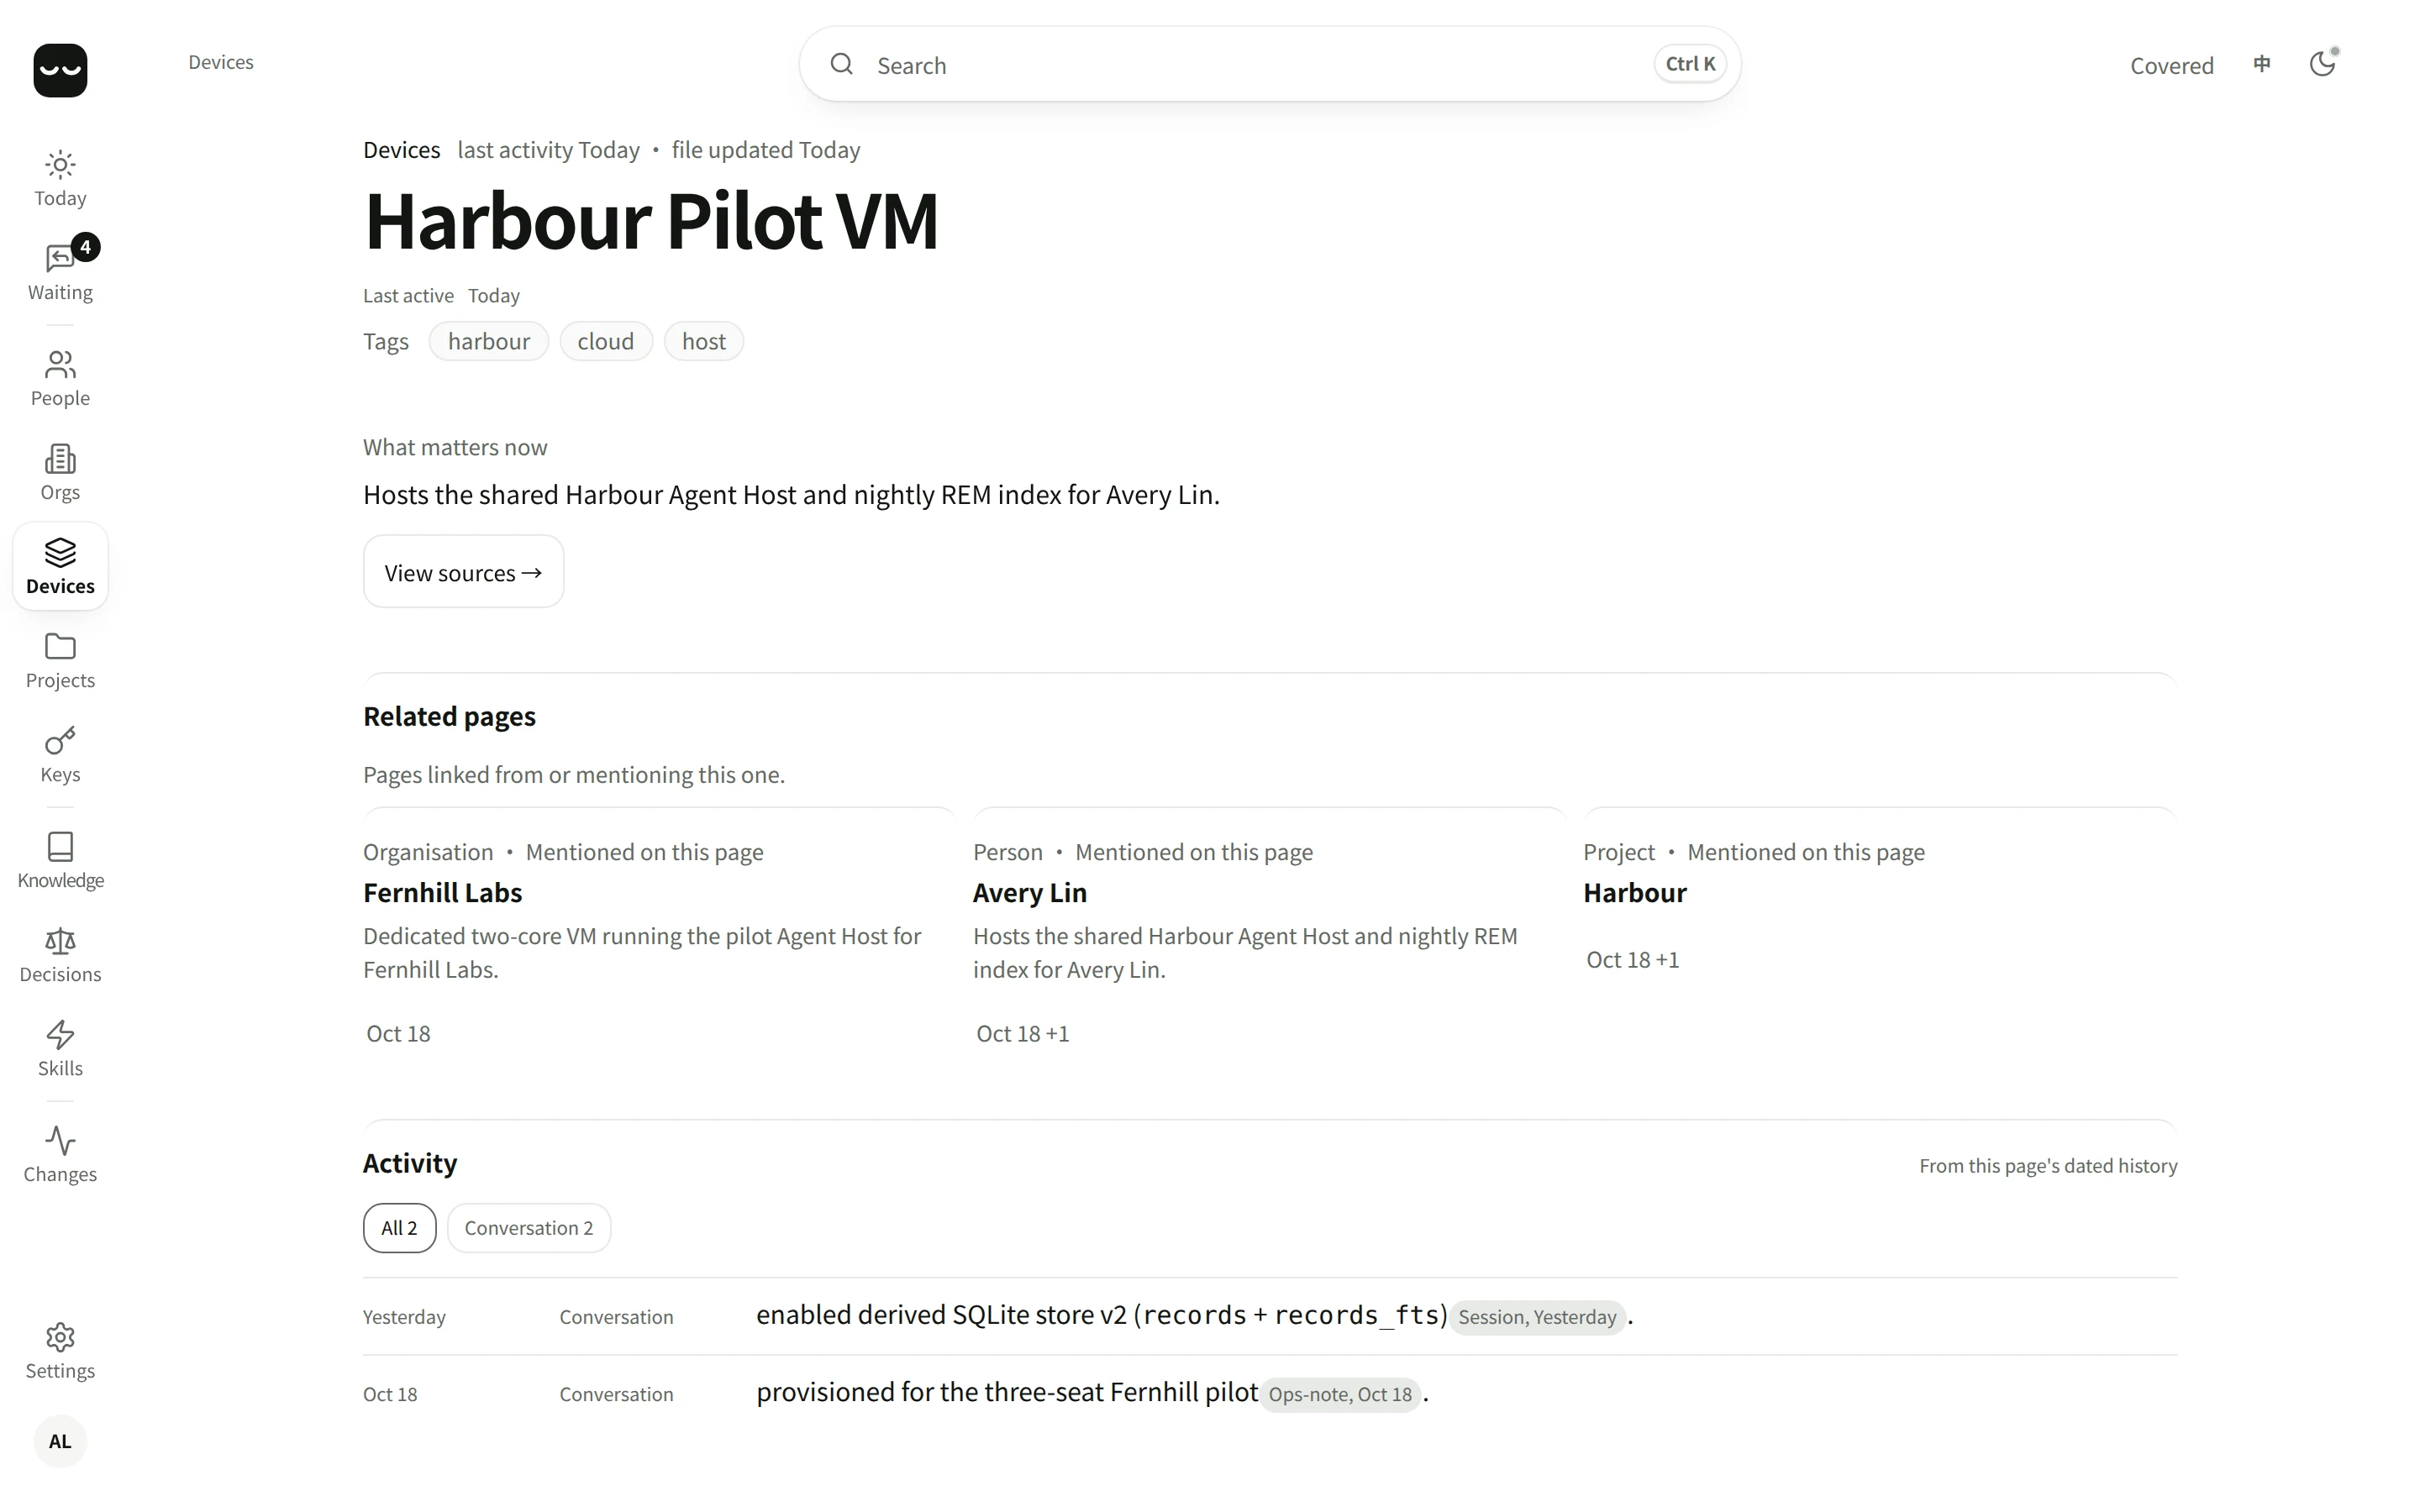 Devices
Search
Ctrl K
Covered
中
Today
4
Waiting
People
Orgs
Devices
Projects
Keys
Knowledge
Decisions
Skills
Changes
Settings
AL
Devices last activity Today • file updated Today
Harbour Pilot VM
Last active Today
Tags harbour cloud host
What matters now
Hosts the shared Harbour Agent Host and nightly REM index for Avery Lin.
View sources →
Related pages
Pages linked from or mentioning this one.
Organisation • Mentioned on this page
Fernhill Labs
Dedicated two-core VM running the pilot Agent Host for
Fernhill Labs.
Oct 18
Person • Mentioned on this page
Avery Lin
Hosts the shared Harbour Agent Host and nightly REM
index for Avery Lin.
Oct 18 +1
Project • Mentioned on this page
Harbour
Oct 18 +1
Activity
From this page's dated history
All 2
Conversation 2
Yesterday Conversation enabled derived SQLite store v2 (records + records_fts) Session, Yesterday .
Oct 18 Conversation provisioned for the three-seat Fernhill pilot Ops-note, Oct 18 .